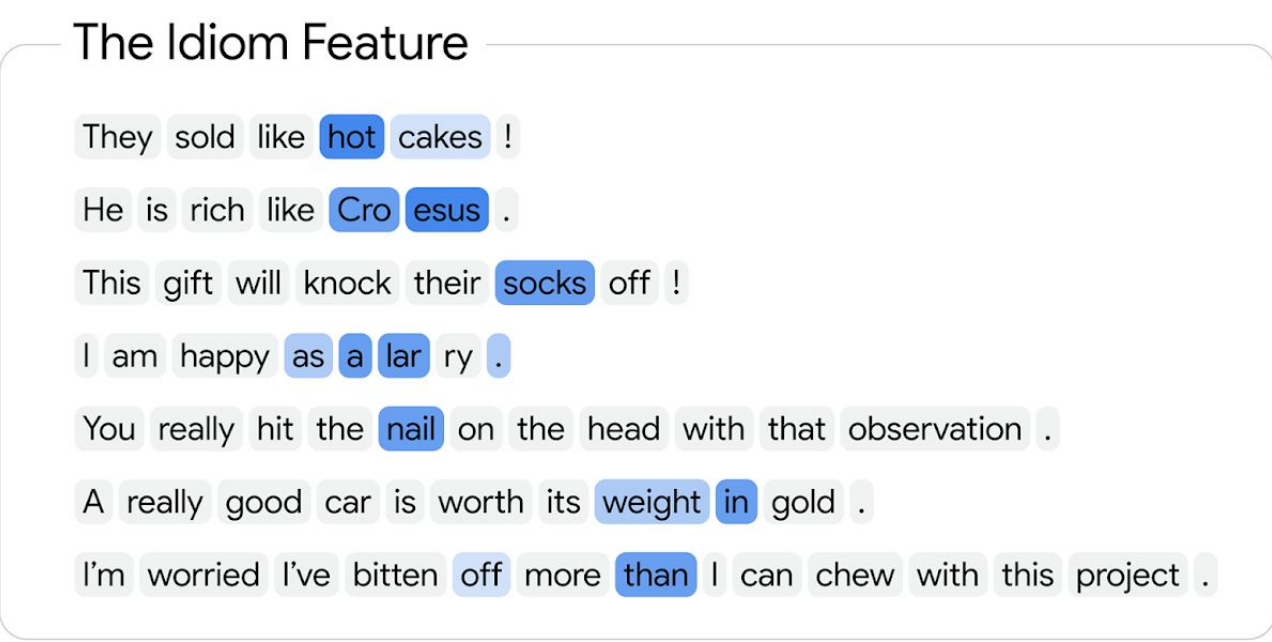 The Idiom Feature
They sold like hot cakes !
He is rich like Cro esus .
This gift will knock their socks off !
I am happy as a lar ry .
You really hit the nail on the head with that observation .
A really good car is worth its weight in gold .
I’m worried I’ve bitten off more than I can chew with this project .